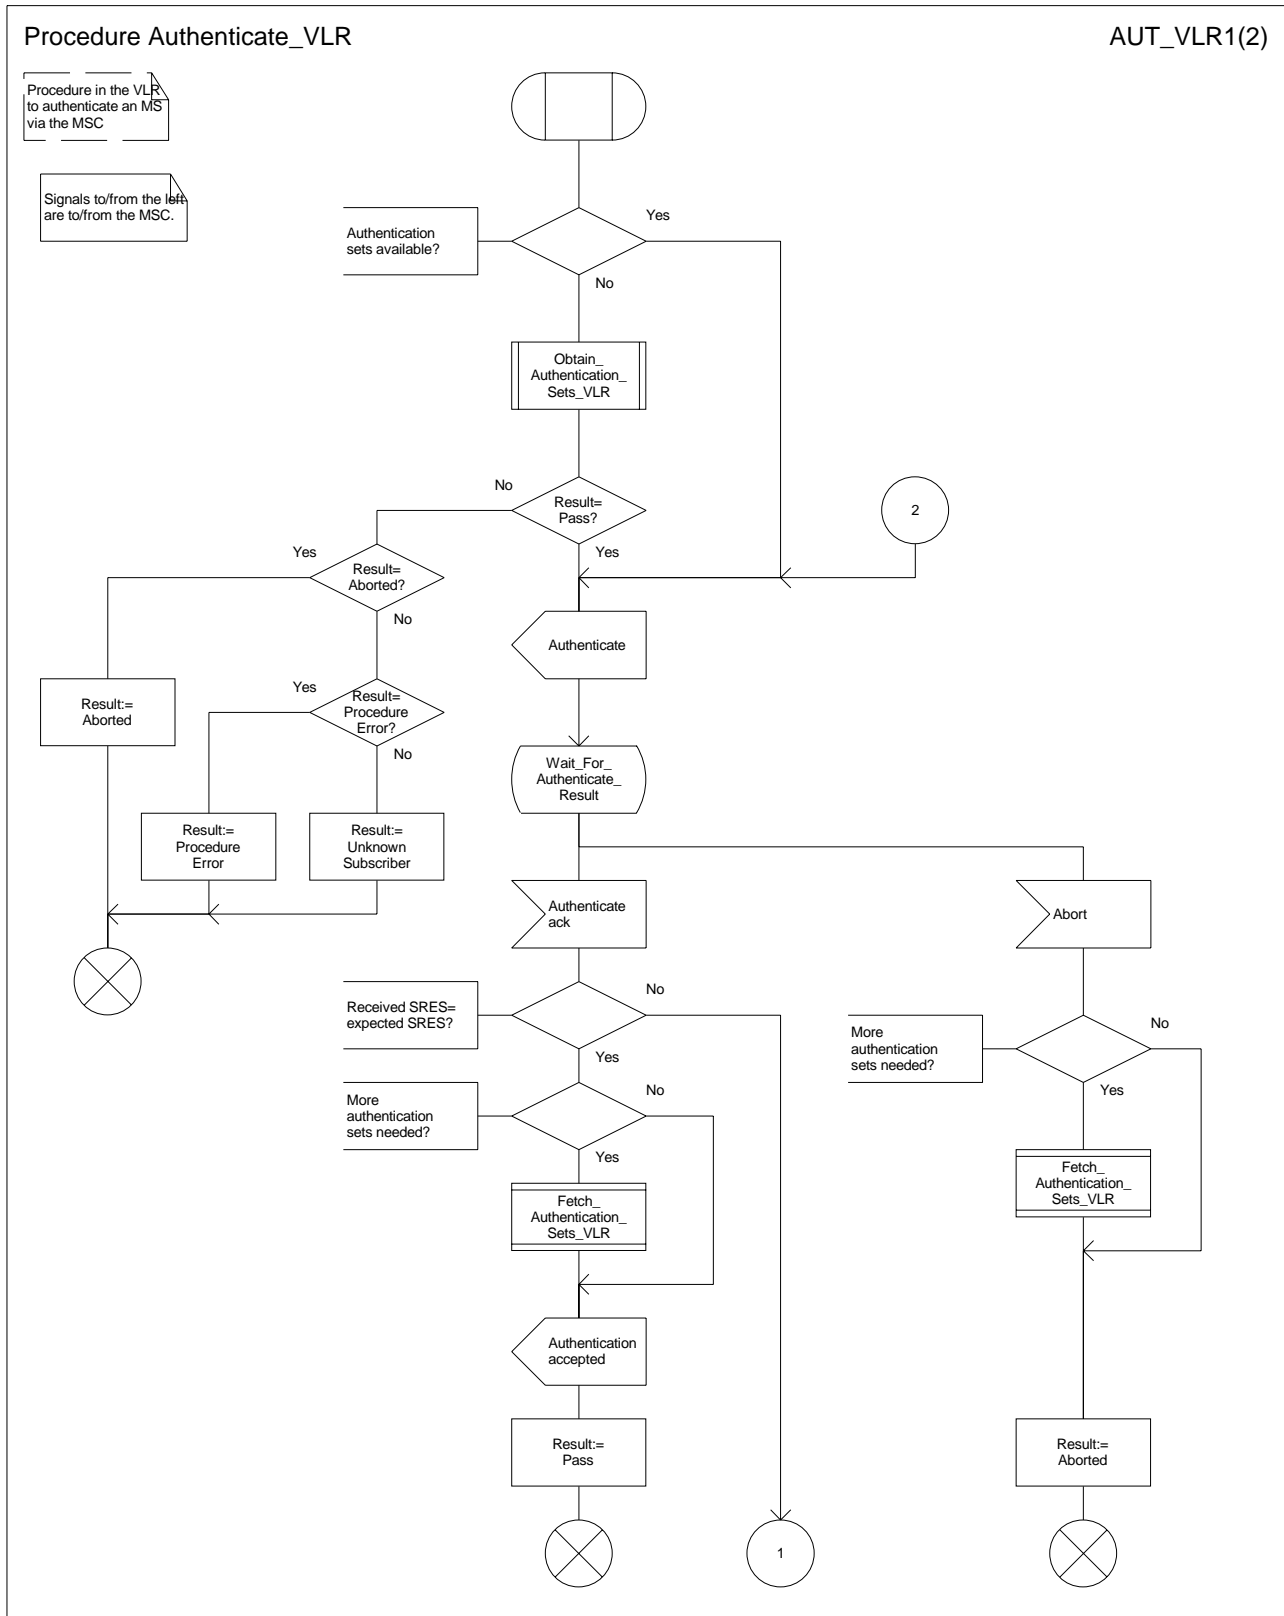 Procedure Authenticate_VLR
AUT_VLR1(2)
Procedure in the VLR
to authenticate an MS
via the MSC
Signals to/from the left
are to/from the MSC.
Authentication
sets available?
Yes
No
Obtain_
Authentication_
Sets_VLR
No
Result=
Pass?
Yes
2
Yes
Result=
Aborted?
No
Authenticate
Result:=
Aborted
Yes
Result=
Procedure
Error?
No
Wait_For_
Authenticate_
Result
Result:=
Procedure
Error
Result:=
Unknown
Subscriber
Authenticate
ack
Abort
Received SRES=
expected SRES?
No
Yes
More
authentication
sets needed?
No
Yes
More
authentication
sets needed?
No
Yes
Fetch_
Authentication_
Sets_VLR
Fetch_
Authentication_
Sets_VLR
Authentication
accepted
Result:=
Pass
Result:=
Aborted
1